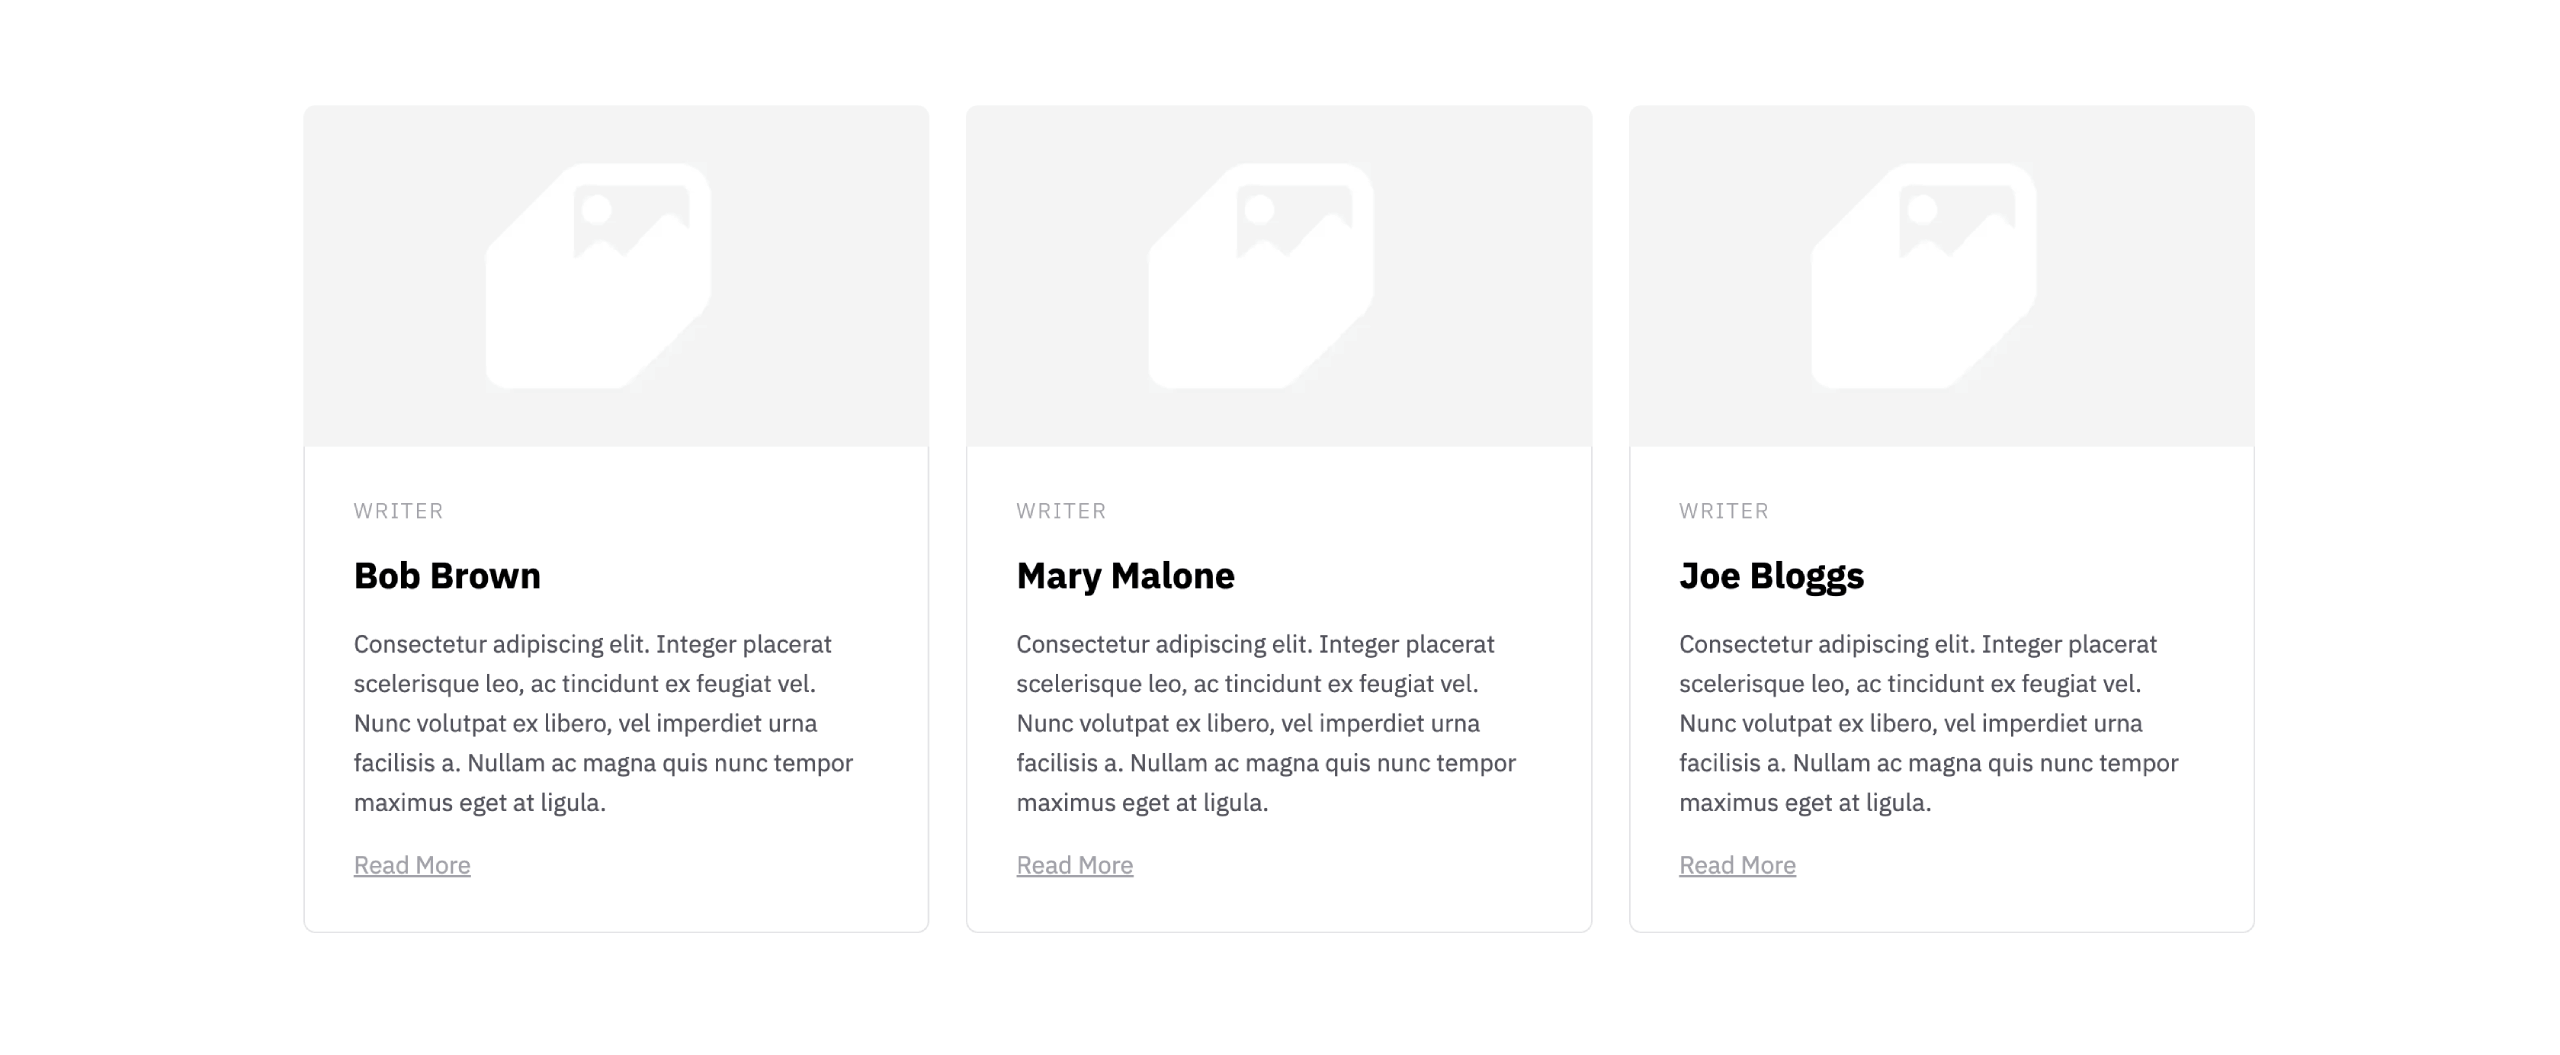 WRITER
Bob Brown
Consectetur adipiscing elit. Integer placerat
scelerisque leo, ac tincidunt ex feugiat vel.
Nunc volutpat ex libero, vel imperdiet urna
facilisis a. Nullam ac magna quis nunc tempor
maximus eget at ligula.
Read More
WRITER
Mary Malone
Consectetur adipiscing elit. Integer placerat
scelerisque leo, ac tincidunt ex feugiat vel.
Nunc volutpat ex libero, vel imperdiet urna
facilisis a. Nullam ac magna quis nunc tempor
maximus eget at ligula.
Read More
WRITER
Joe Bloggs
Consectetur adipiscing elit. Integer placerat
scelerisque leo, ac tincidunt ex feugiat vel.
Nunc volutpat ex libero, vel imperdiet urna
facilisis a. Nullam ac magna quis nunc tempor
maximus eget at ligula.
Read More